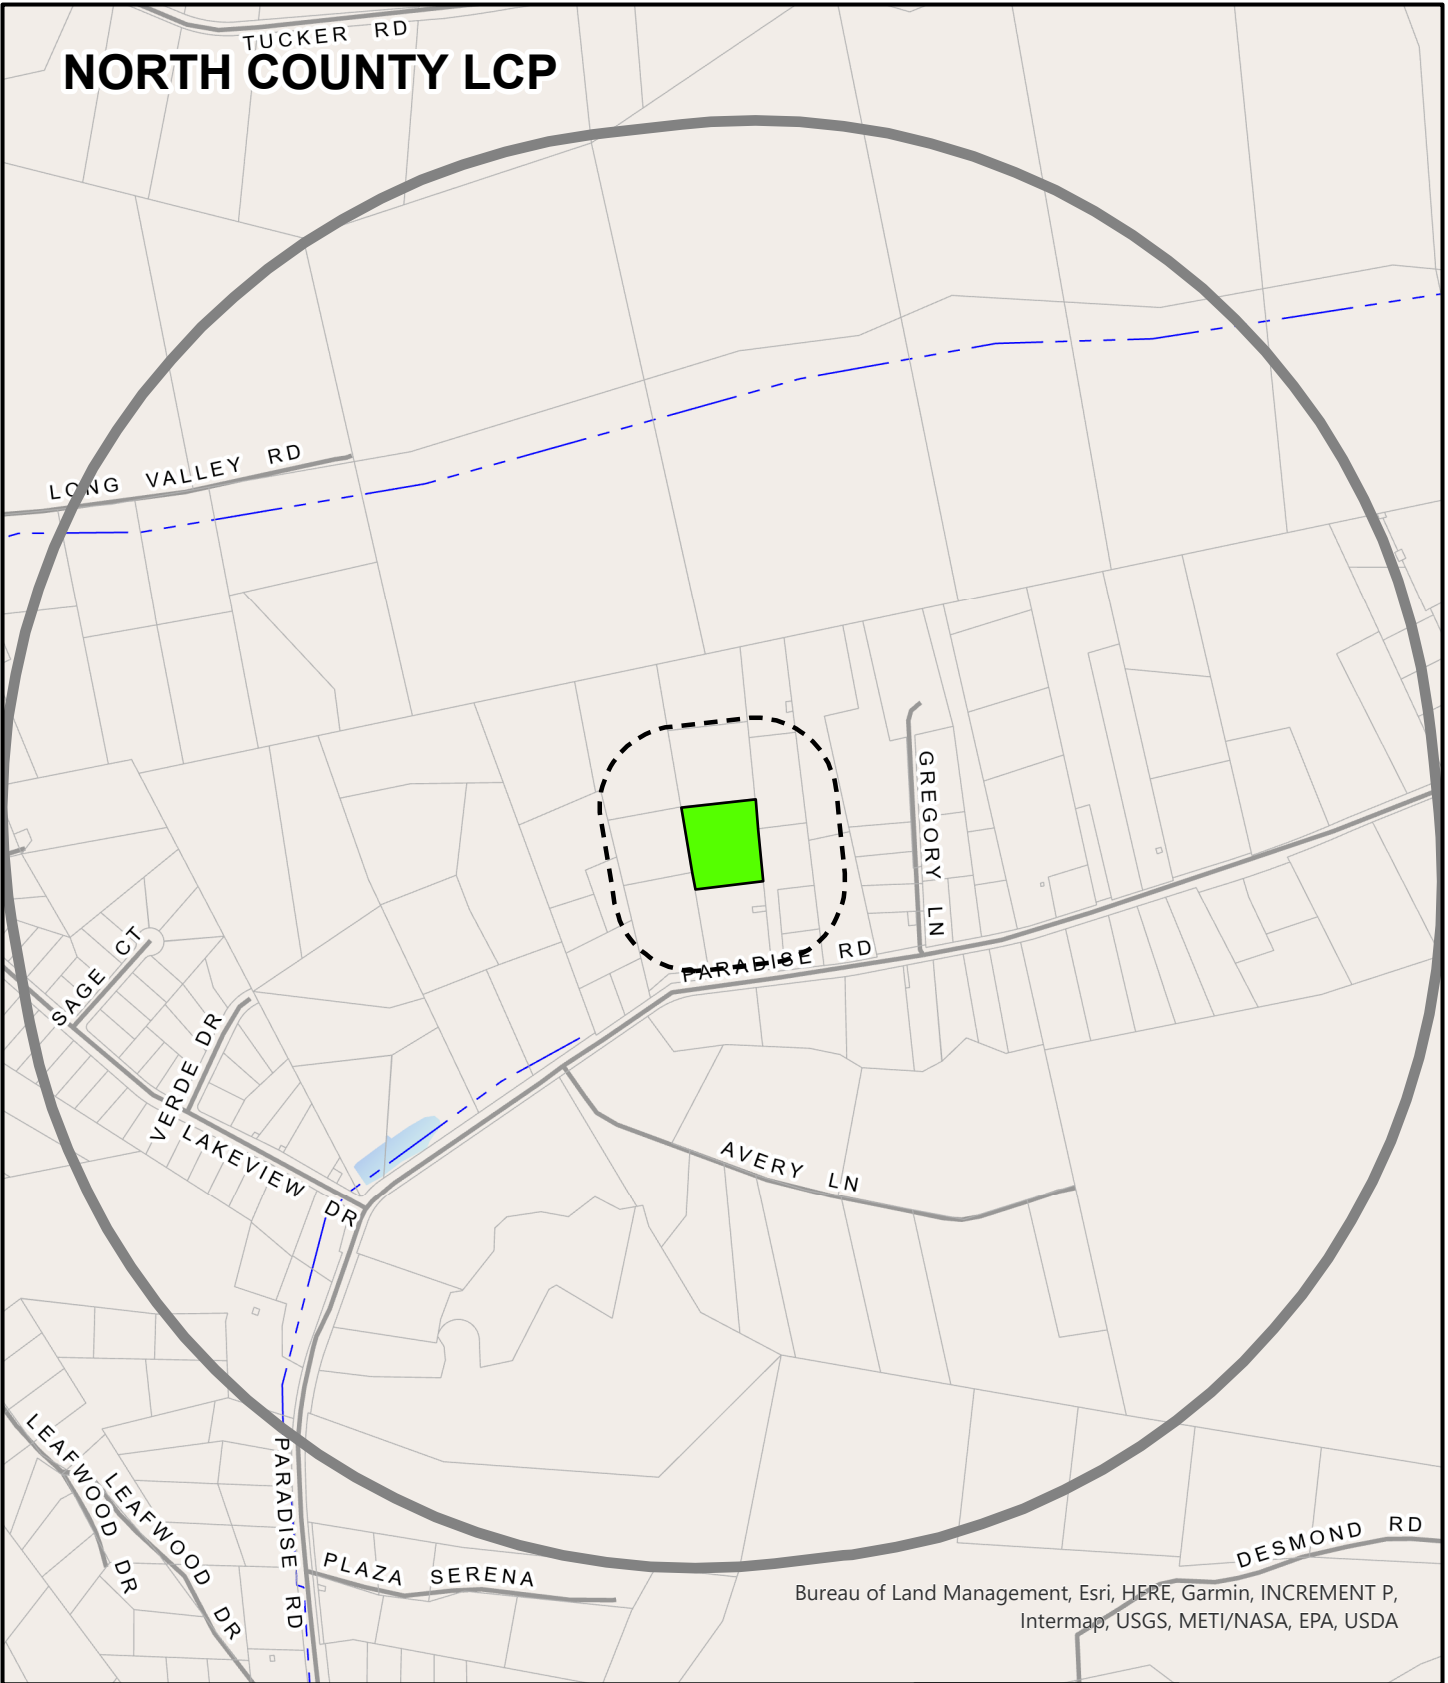 TUCKER RD
NORTH COUNTY LCP
LONG VALLEY RD
GREGORY LN
PARADISE RD
SAGE CT
VERDE DR
LAKEVIEW DR
AVERY LN
LEAFWOOD DR
LEAFWOOD DR
PARADISE RD
PLAZA SERENA
DESMOND RD
Bureau of Land Management, Esri, HERE, Garmin, INCREMENT P,
Intermap, USGS, METI/NASA, EPA, USDA